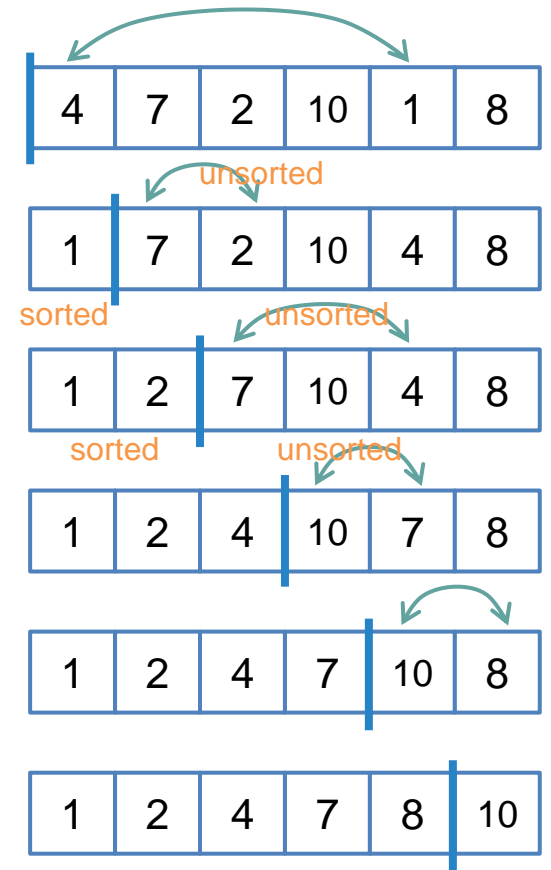 4 7 2 10 1 8
unsorted
1 7 2 10 4 8
sorted unsorted
1 2 7 10 4 8
sorted unsorted
1 2 4 10 7 8
1 2 4 7 10 8
1 2 4 7 8 10